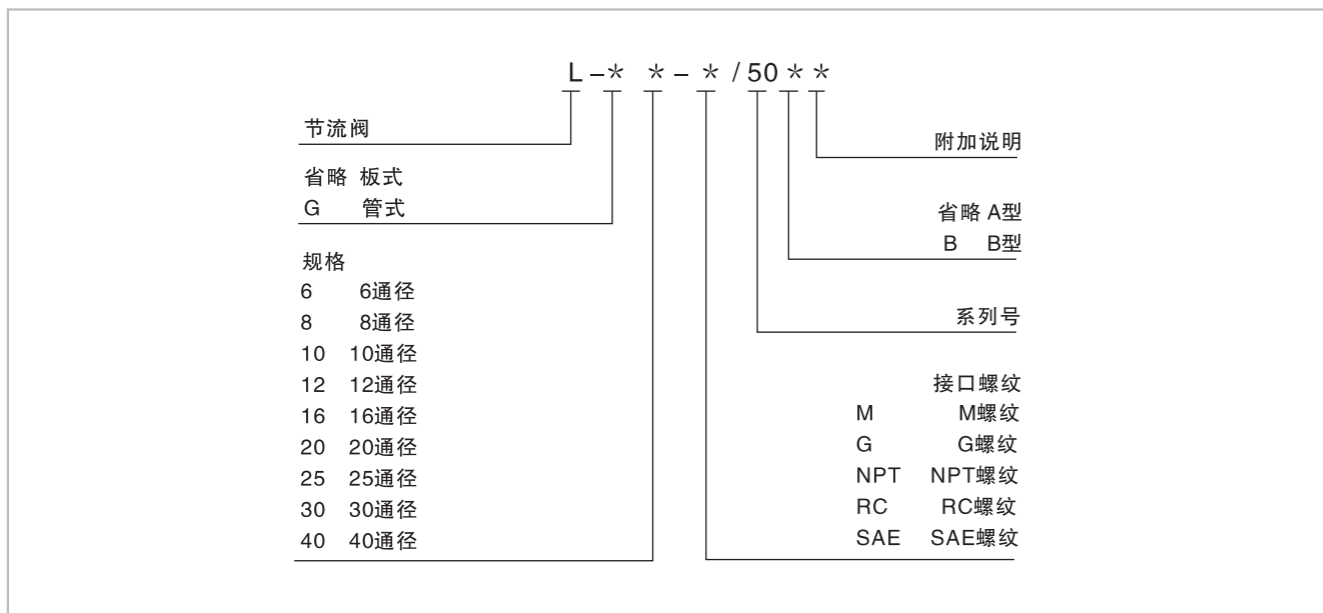 L-* *-*/50**
节流阀
省略 板式
G 管式
规格
6 6通径
8 8通径
10 10通径
12 12通径
16 16通径
20 20通径
25 25通径
30 30通径
40 40通径
附加说明
省略 A型
B B型
系列号
接口螺纹
M M螺纹
G G螺纹
NPT NPT螺纹
RC RC螺纹
SAE SAE螺纹